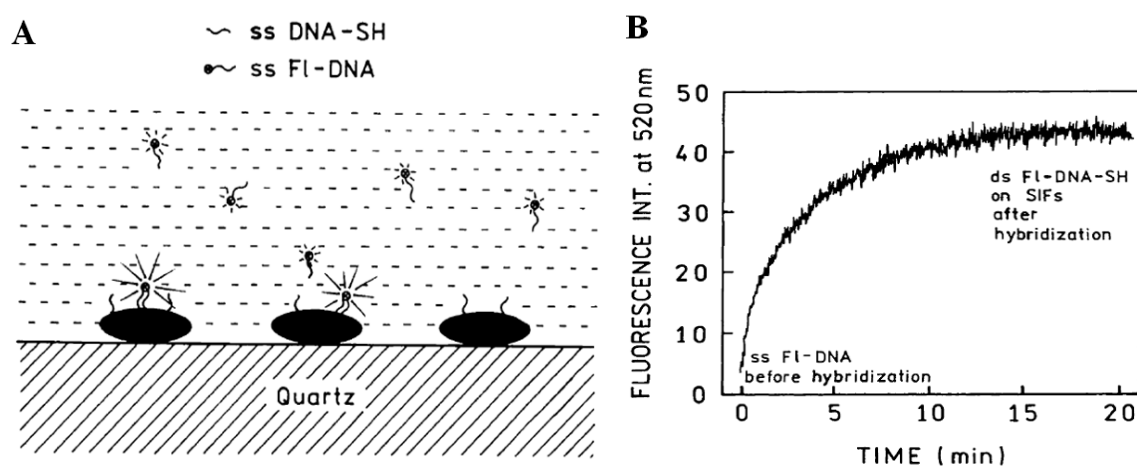 A
ss DNA-SH
ss Fl-DNA
Quartz
B
FLUORESCENCE INT. at 520nm
50
40
30
20
10
0
ds Fl-DNA-SH
on SIFs
after
hybridization
ss Fl-DNA
before hybridization
0
5
10
15
20
TIME (min)